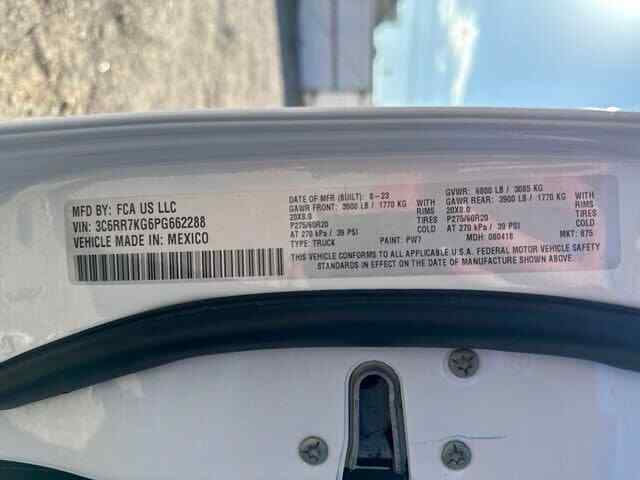 MFD BY: FCA US LLC
VIN: 3C6RR7KG6PG662288
VEHICLE MADE IN: MEXICO
DATE OF MFR (BUILT): 8-23
GAWR FRONT: 3900 LB / 1770 KG
20X8.0 RIMS
P275/60R20 TIRES
AT 270 kPa / 39 PSI COLD
TYPE: TRUCK
PAINT: PW7
GVWR: 6800 LB / 3085 KG
GAWR REAR: 3900 LB / 1770 KG
20X8.0 RIMS
P275/60R20 TIRES
AT 270 kPa / 39 PSI COLD
MDH: 080416
MKT: 675
THIS VEHICLE CONFORMS TO ALL APPLICABLE U.S.A. FEDERAL MOTOR VEHICLE SAFETY
STANDARDS IN EFFECT ON THE DATE OF MANUFACTURE SHOWN ABOVE.